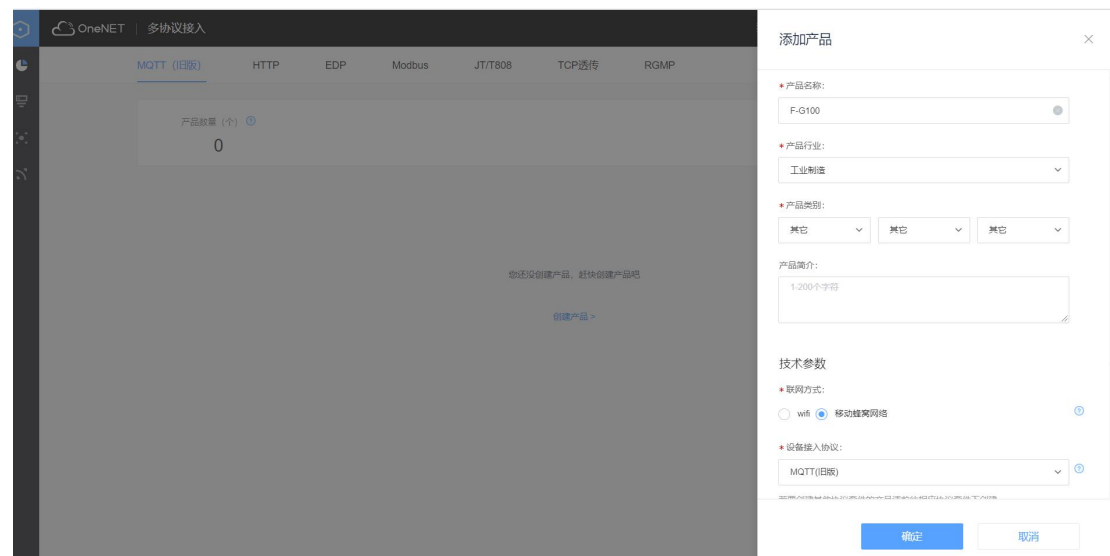 OneNET | 多协议接入
MQTT（旧版） HTTP EDP Modbus JT/T808 TCP透传 RGMP
产品数量（个）
0
您还没创建产品，赶快创建产品吧
创建产品 >
添加产品
* 产品名称：
F-G100
* 产品行业：
工业制造
* 产品类别：
其它 其它 其它
产品简介：
1-200个字符
技术参数
* 联网方式：
wifi 移动蜂窝网络
* 设备接入协议：
MQTT(旧版)
确定 取消